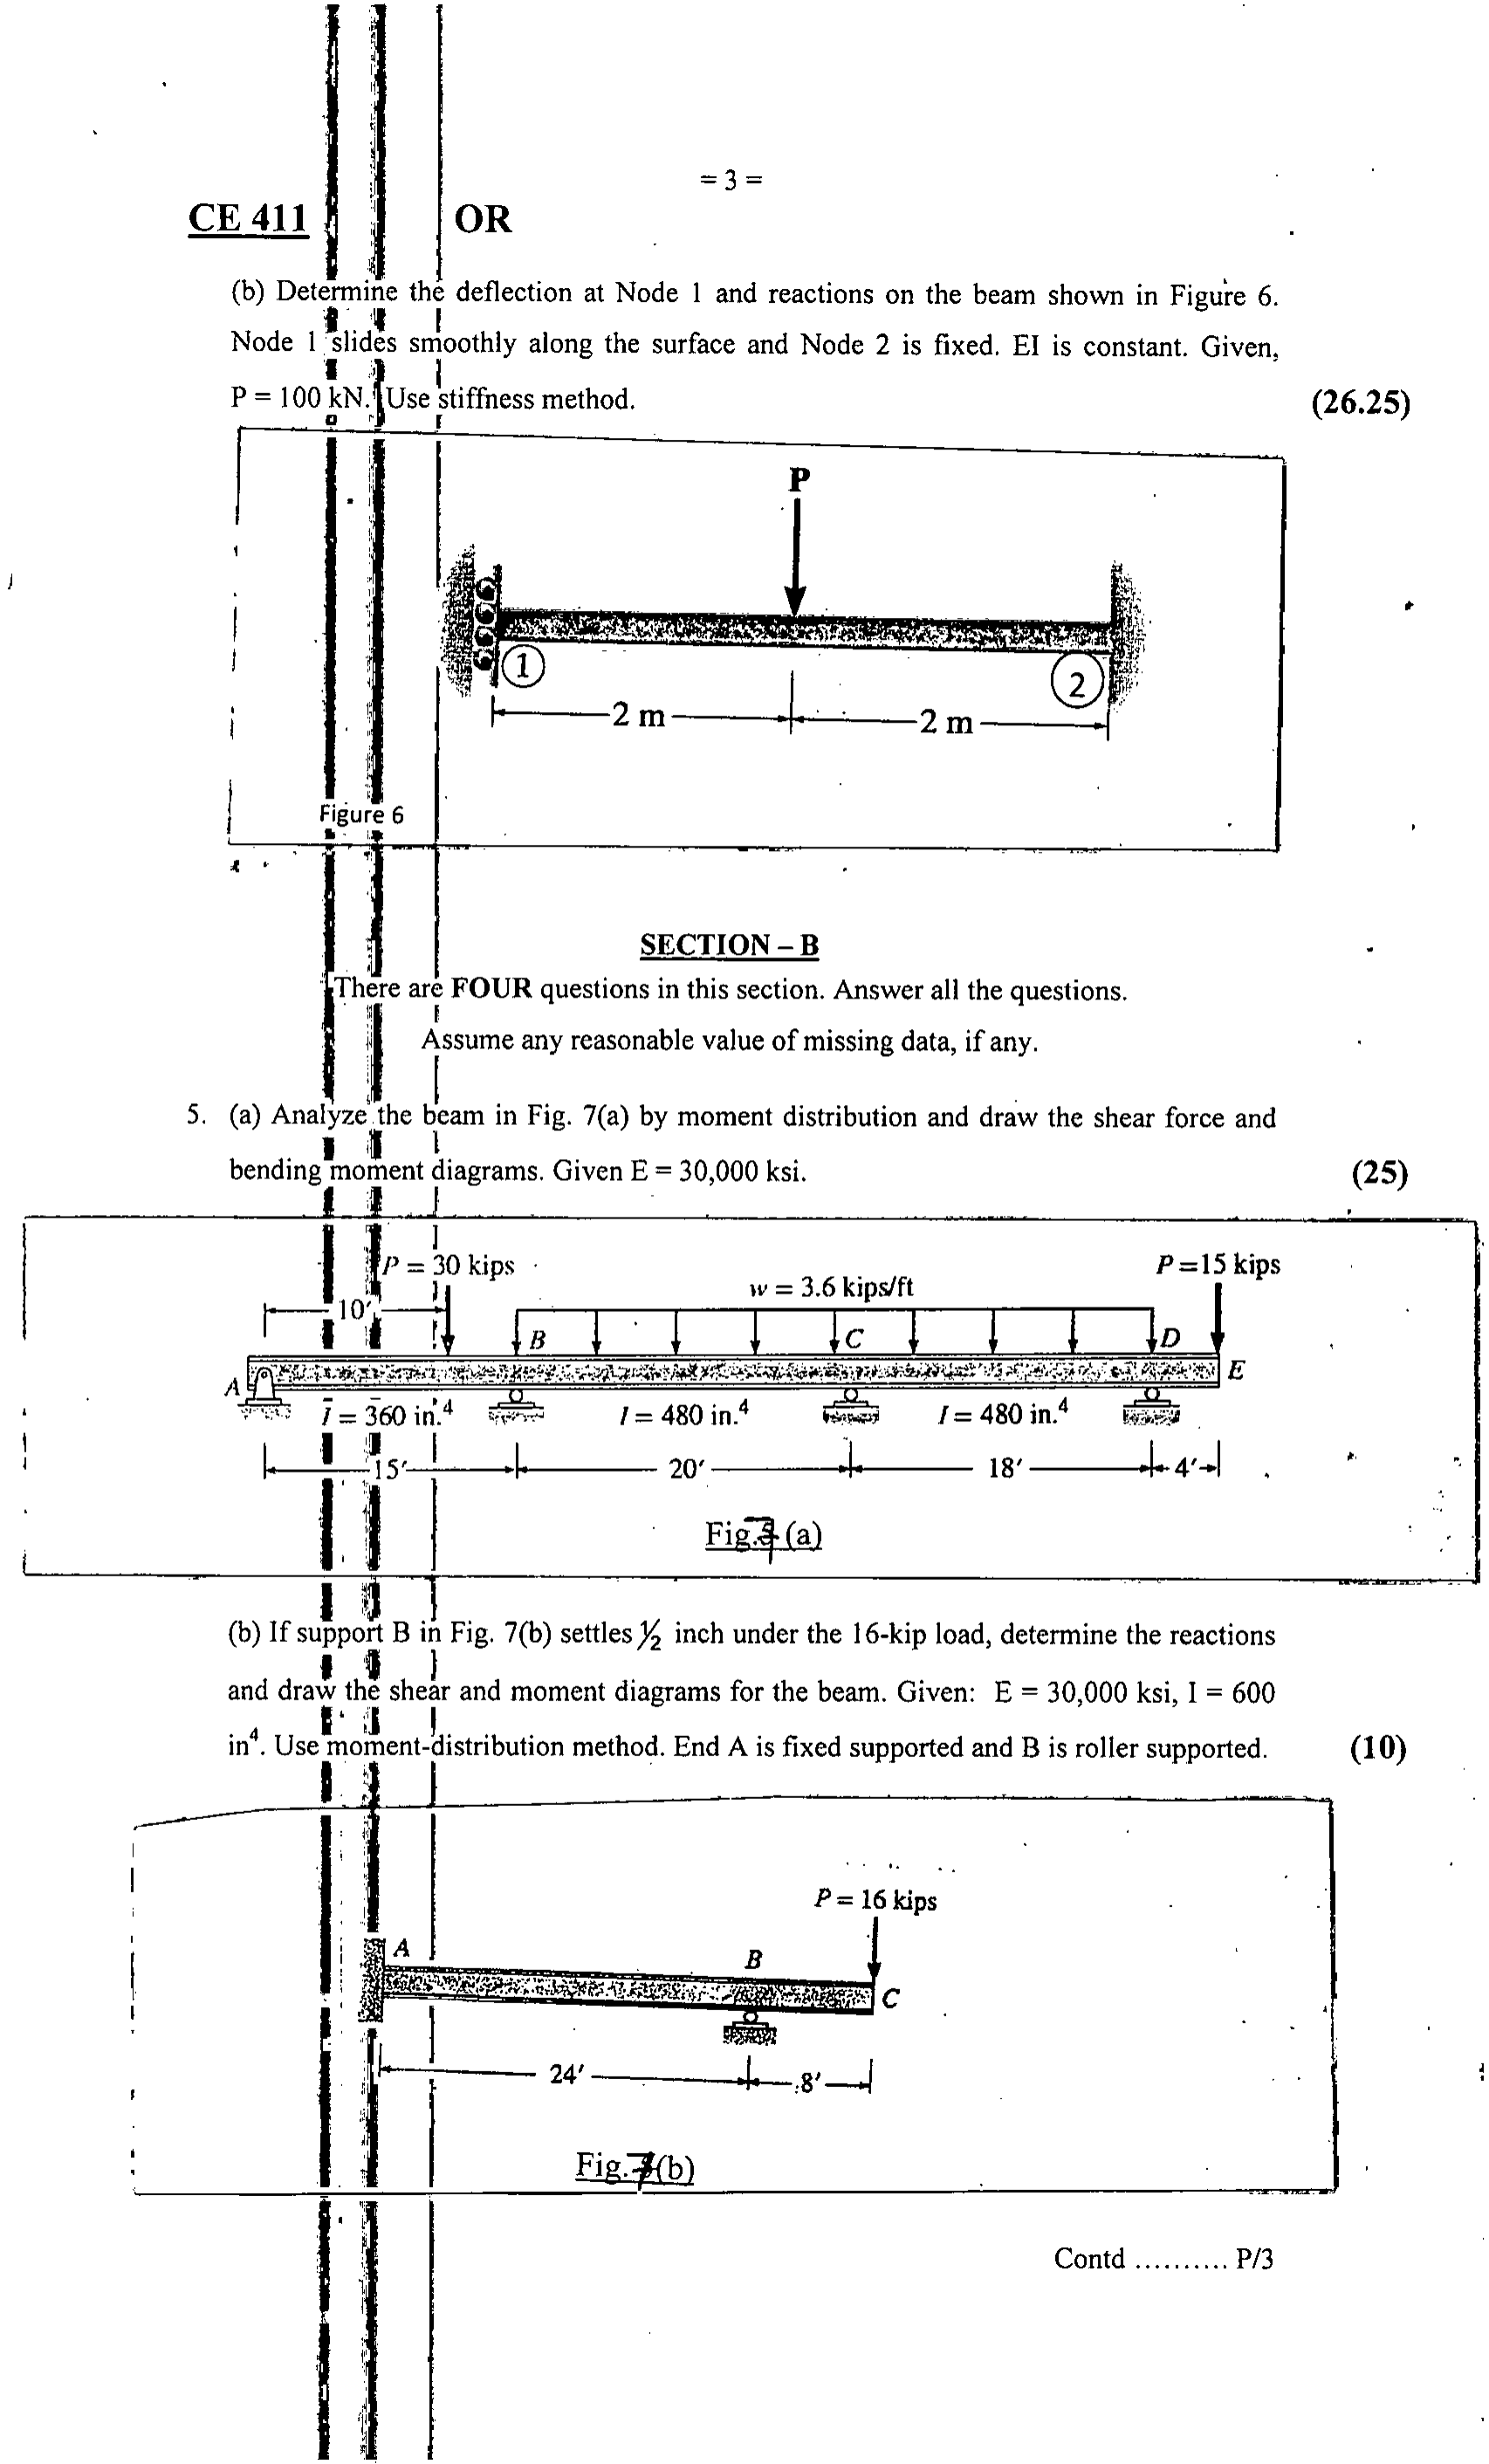 = 3 =
CE 411 OR
(b) Determine the deflection at Node 1 and reactions on the beam shown in Figure 6.
Node 1 slides smoothly along the surface and Node 2 is fixed. EI is constant. Given,
P = 100 kN. Use stiffness method. (26.25)
P
1
2
2 m 2 m
Figure 6
SECTION – B
There are FOUR questions in this section. Answer all the questions.
Assume any reasonable value of missing data, if any.
5. (a) Analyze the beam in Fig. 7(a) by moment distribution and draw the shear force and
bending moment diagrams. Given E = 30,000 ksi. (25)
P = 30 kips P =15 kips
w = 3.6 kips/ft
10'
B C D
A E
I = 360 in.⁴ I = 480 in.⁴ I = 480 in.⁴
15' 20' 18' 4'
Fig.7 (a)
(b) If support B in Fig. 7(b) settles ½ inch under the 16-kip load, determine the reactions
and draw the shear and moment diagrams for the beam. Given: E = 30,000 ksi, I = 600
in⁴. Use moment-distribution method. End A is fixed supported and B is roller supported. (10)
P = 16 kips
A
B
C
24' 8'
Fig.7(b)
Contd .......... P/3